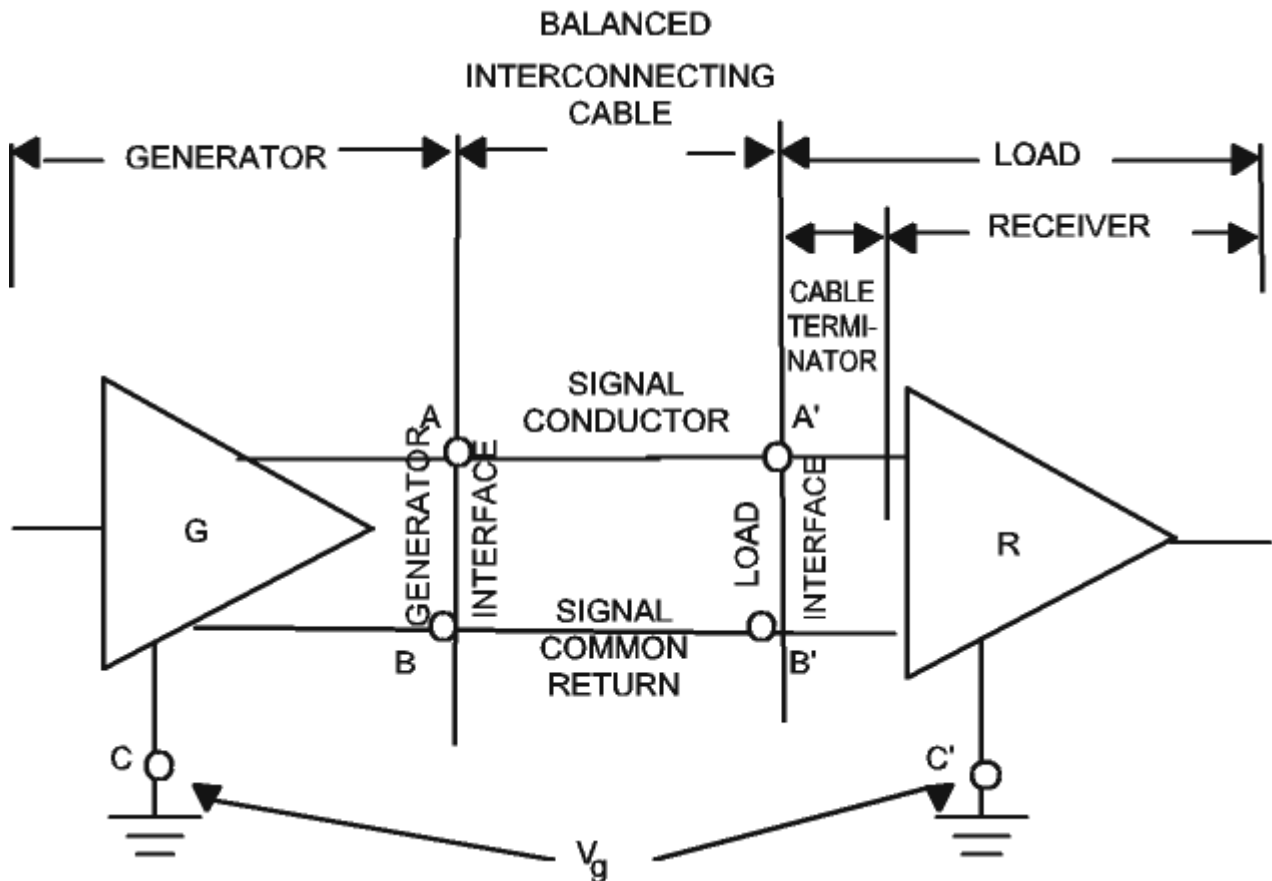 BALANCED
INTERCONNECTING
CABLE
GENERATOR
LOAD
RECEIVER
CABLE
TERMI-
NATOR
SIGNAL
CONDUCTOR
A
A'
GENERATOR
INTERFACE
LOAD
INTERFACE
G
R
B
SIGNAL
COMMON
RETURN
B'
C
C'
Vg